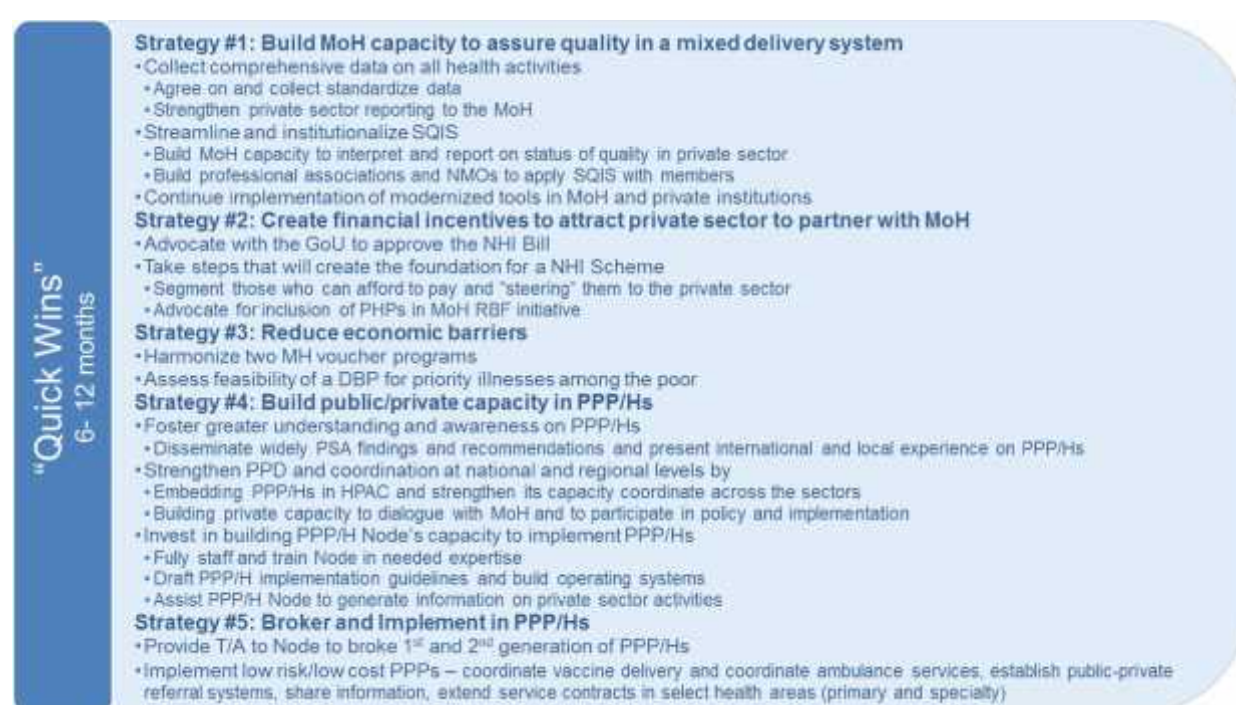 "Quick Wins"
6- 12 months
Strategy #1: Build MoH capacity to assure quality in a mixed delivery system
•Collect comprehensive data on all health activities
•Agree on and collect standardize data
•Strengthen private sector reporting to the MoH
•Streamline and institutionalize SQIS
•Build MoH capacity to interpret and report on status of quality in private sector
•Build professional associations and NMOs to apply SQIS with members
•Continue implementation of modernized tools in MoH and private institutions
Strategy #2: Create financial incentives to attract private sector to partner with MoH
•Advocate with the GoU to approve the NHI Bill
•Take steps that will create the foundation for a NHI Scheme
•Segment those who can afford to pay and "steering" them to the private sector
•Advocate for inclusion of PHPs in MoH RBF initiative
Strategy #3: Reduce economic barriers
•Harmonize two MH voucher programs
•Assess feasibility of a DBP for priority illnesses among the poor
Strategy #4: Build public/private capacity in PPP/Hs
•Foster greater understanding and awareness on PPP/Hs
•Disseminate widely PSA findings and recommendations and present international and local experience on PPP/Hs
•Strengthen PPD and coordination at national and regional levels by
•Embedding PPP/Hs in HPAC and strengthen its capacity coordinate across the sectors
•Building private capacity to dialogue with MoH and to participate in policy and implementation
•Invest in building PPP/H Node's capacity to implement PPP/Hs
•Fully staff and train Node in needed expertise
•Draft PPP/H implementation guidelines and build operating systems
•Assist PPP/H Node to generate information on private sector activities
Strategy #5: Broker and Implement in PPP/Hs
•Provide T/A to Node to broke 1st and 2nd generation of PPP/Hs
•Implement low risk/low cost PPPs – coordinate vaccine delivery and coordinate ambulance services, establish public-private
referral systems, share information, extend service contracts in select health areas (primary and specialty)